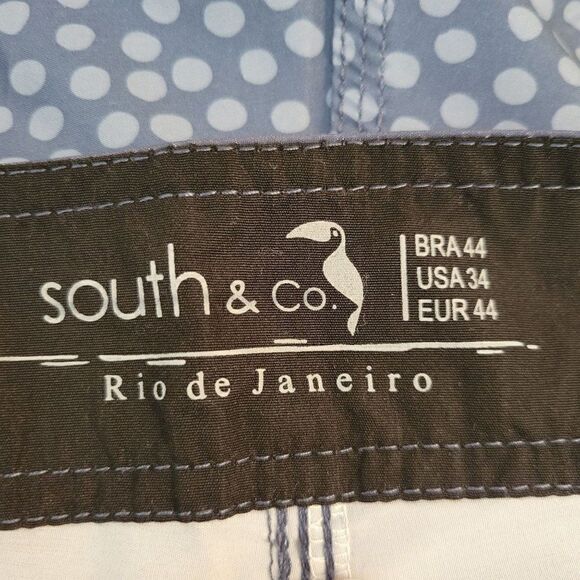 south & Co.
BRA 44
USA 34
EUR 44
Rio de Janeiro